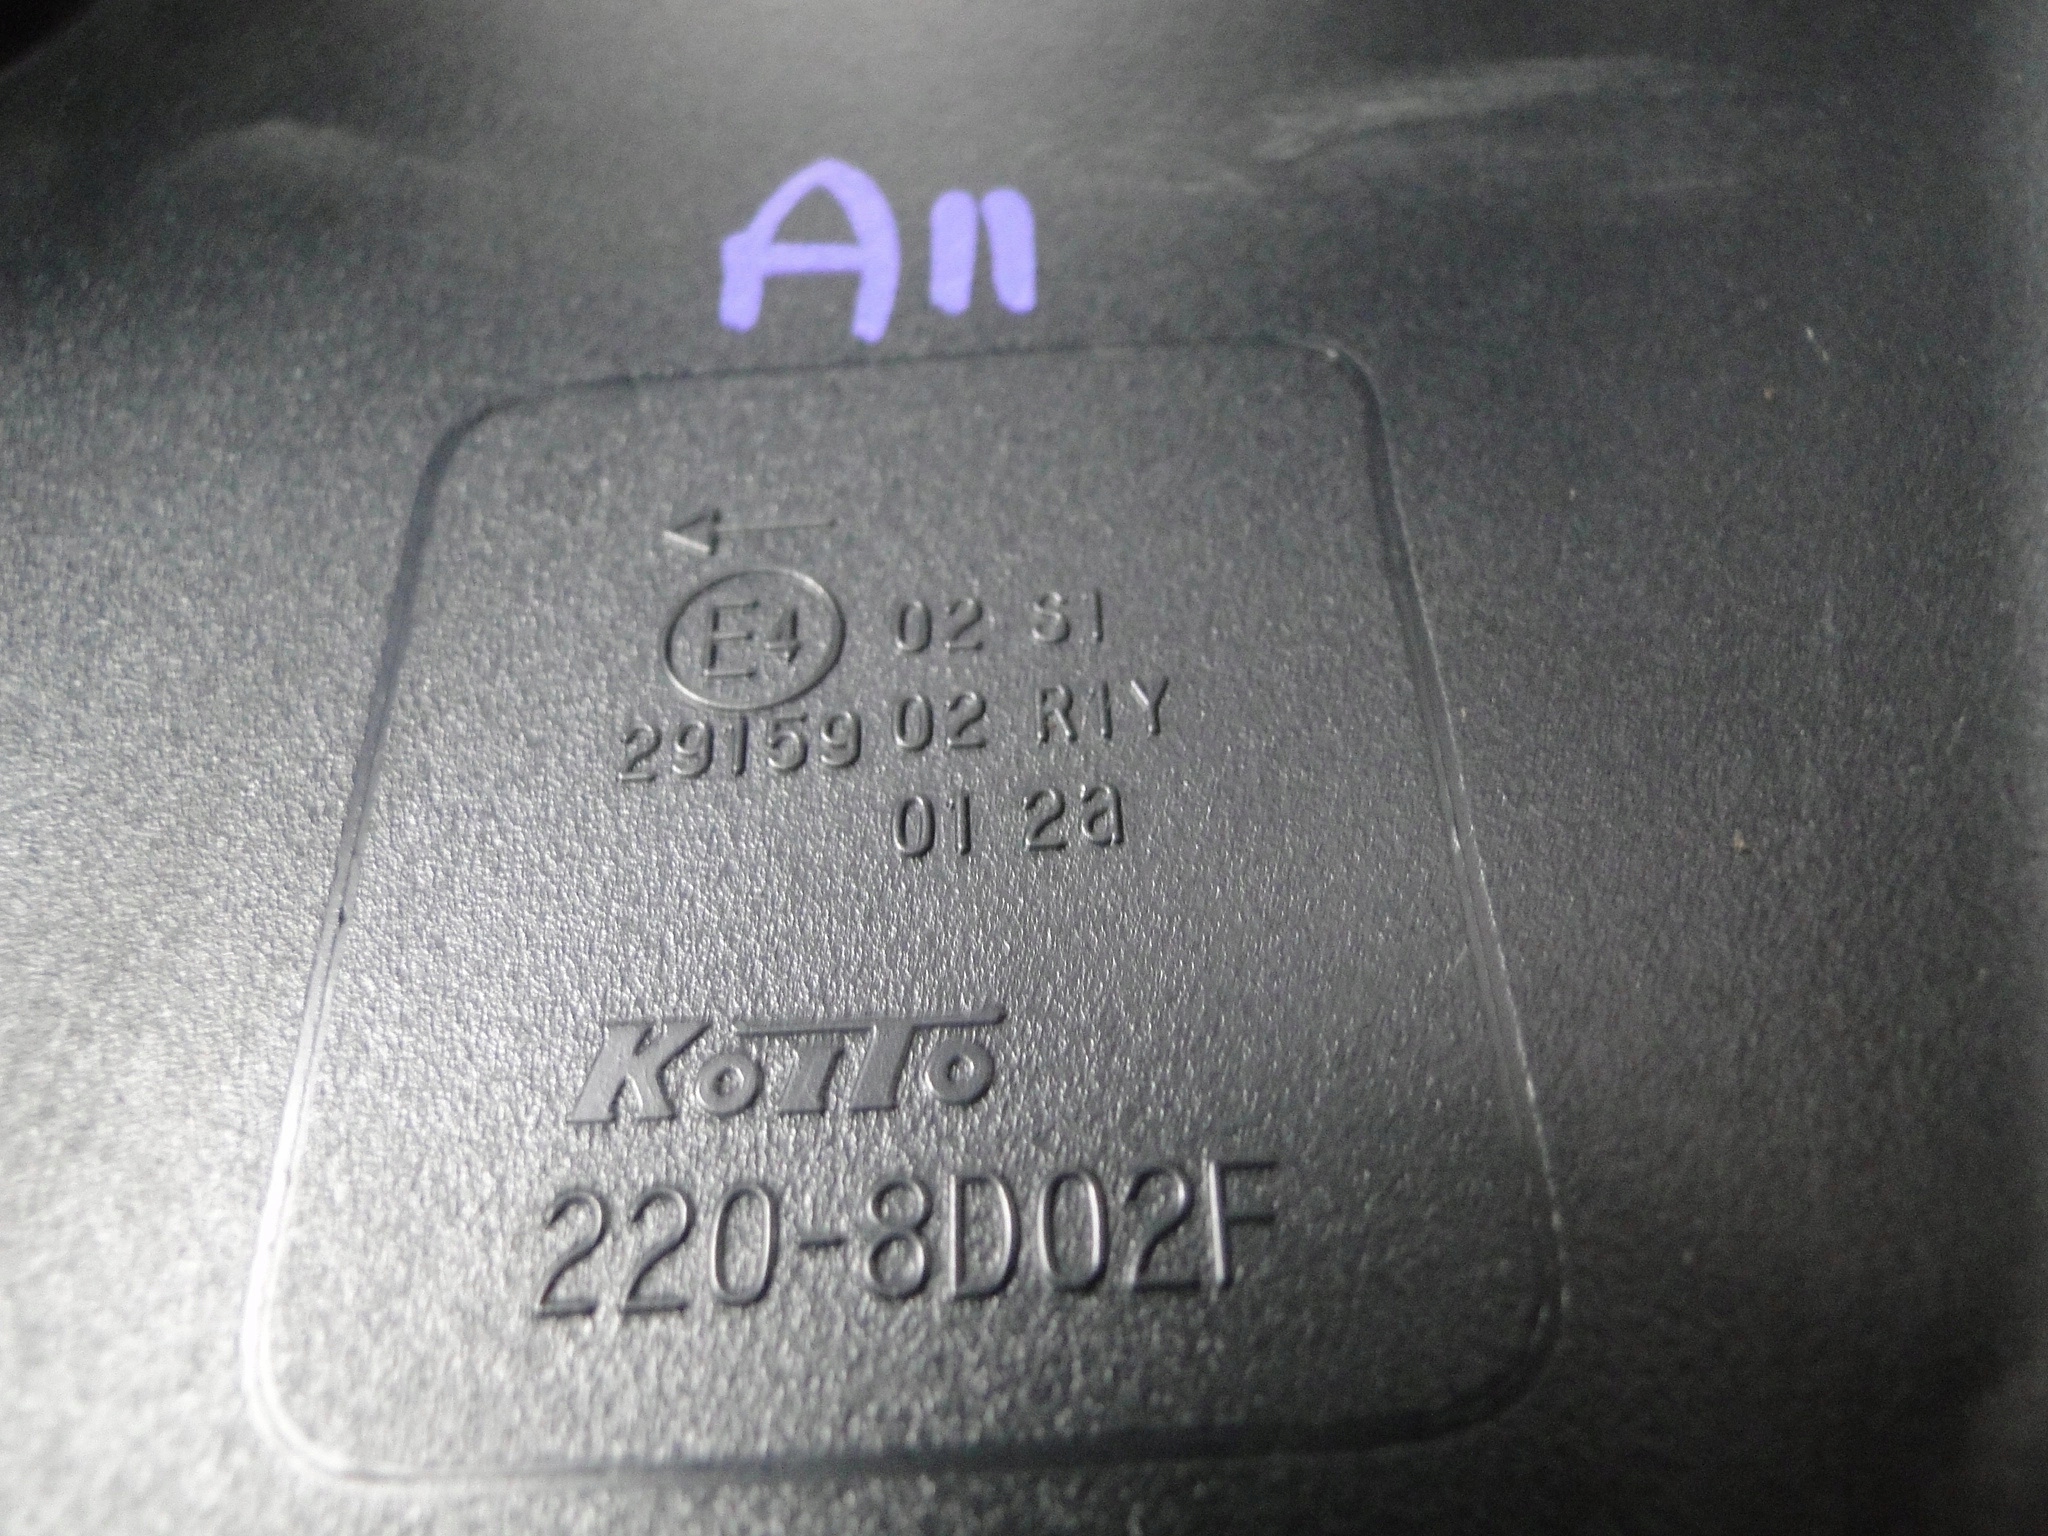 A11
E4 02 S1
29159 02 R1Y
01 2a
KOITO
220-8D02F